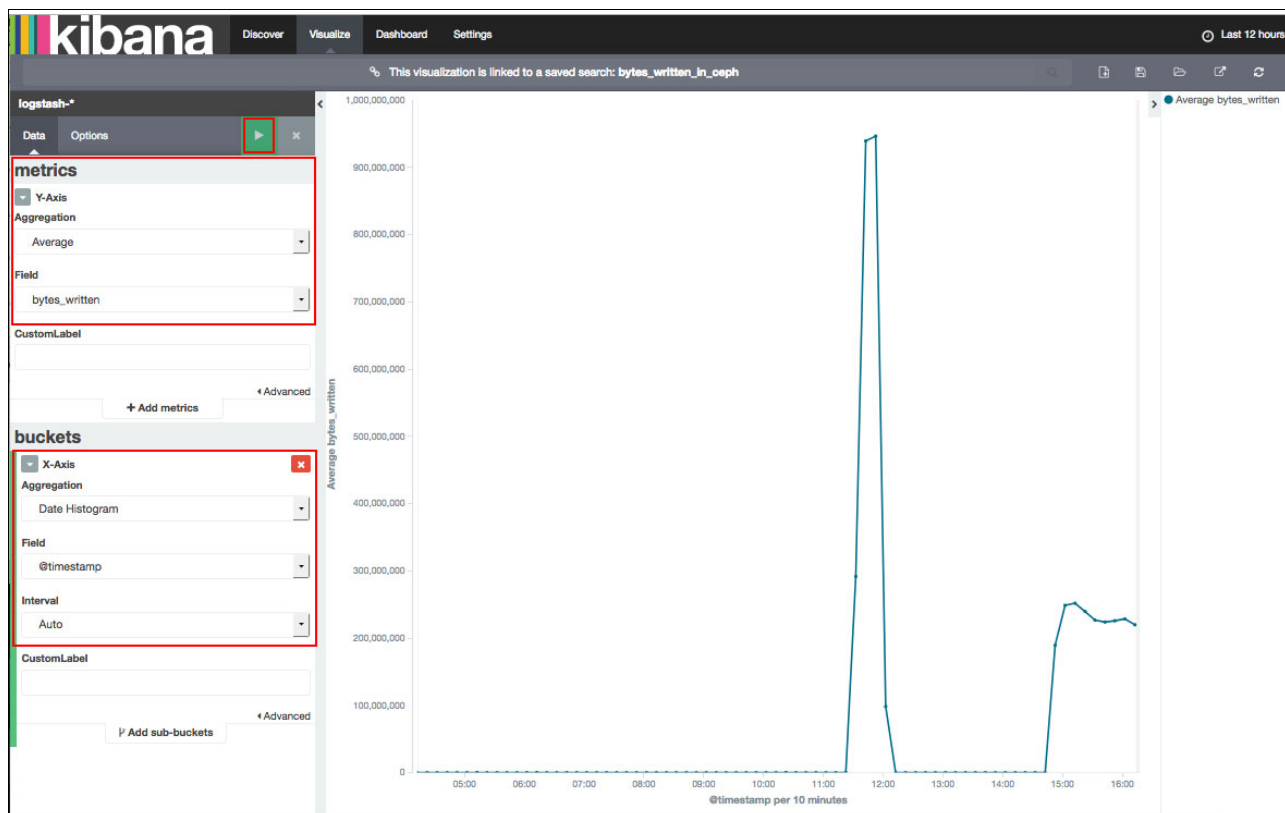 kibana
Discover Visualize Dashboard Settings Last 12 hours
This visualization is linked to a saved search: bytes_written_in_ceph
logstash-*
Data Options
metrics
Y-Axis
Aggregation
Average
Field
bytes_written
CustomLabel
Advanced
+ Add metrics
buckets
X-Axis
Aggregation
Date Histogram
Field
@timestamp
Interval
Auto
CustomLabel
Advanced
Add sub-buckets
Average bytes_written
1,000,000,000
900,000,000
800,000,000
700,000,000
600,000,000
500,000,000
400,000,000
300,000,000
200,000,000
100,000,000
0
05:00 06:00 07:00 08:00 09:00 10:00 11:00 12:00 13:00 14:00 15:00 16:00
@timestamp per 10 minutes
Average bytes_written